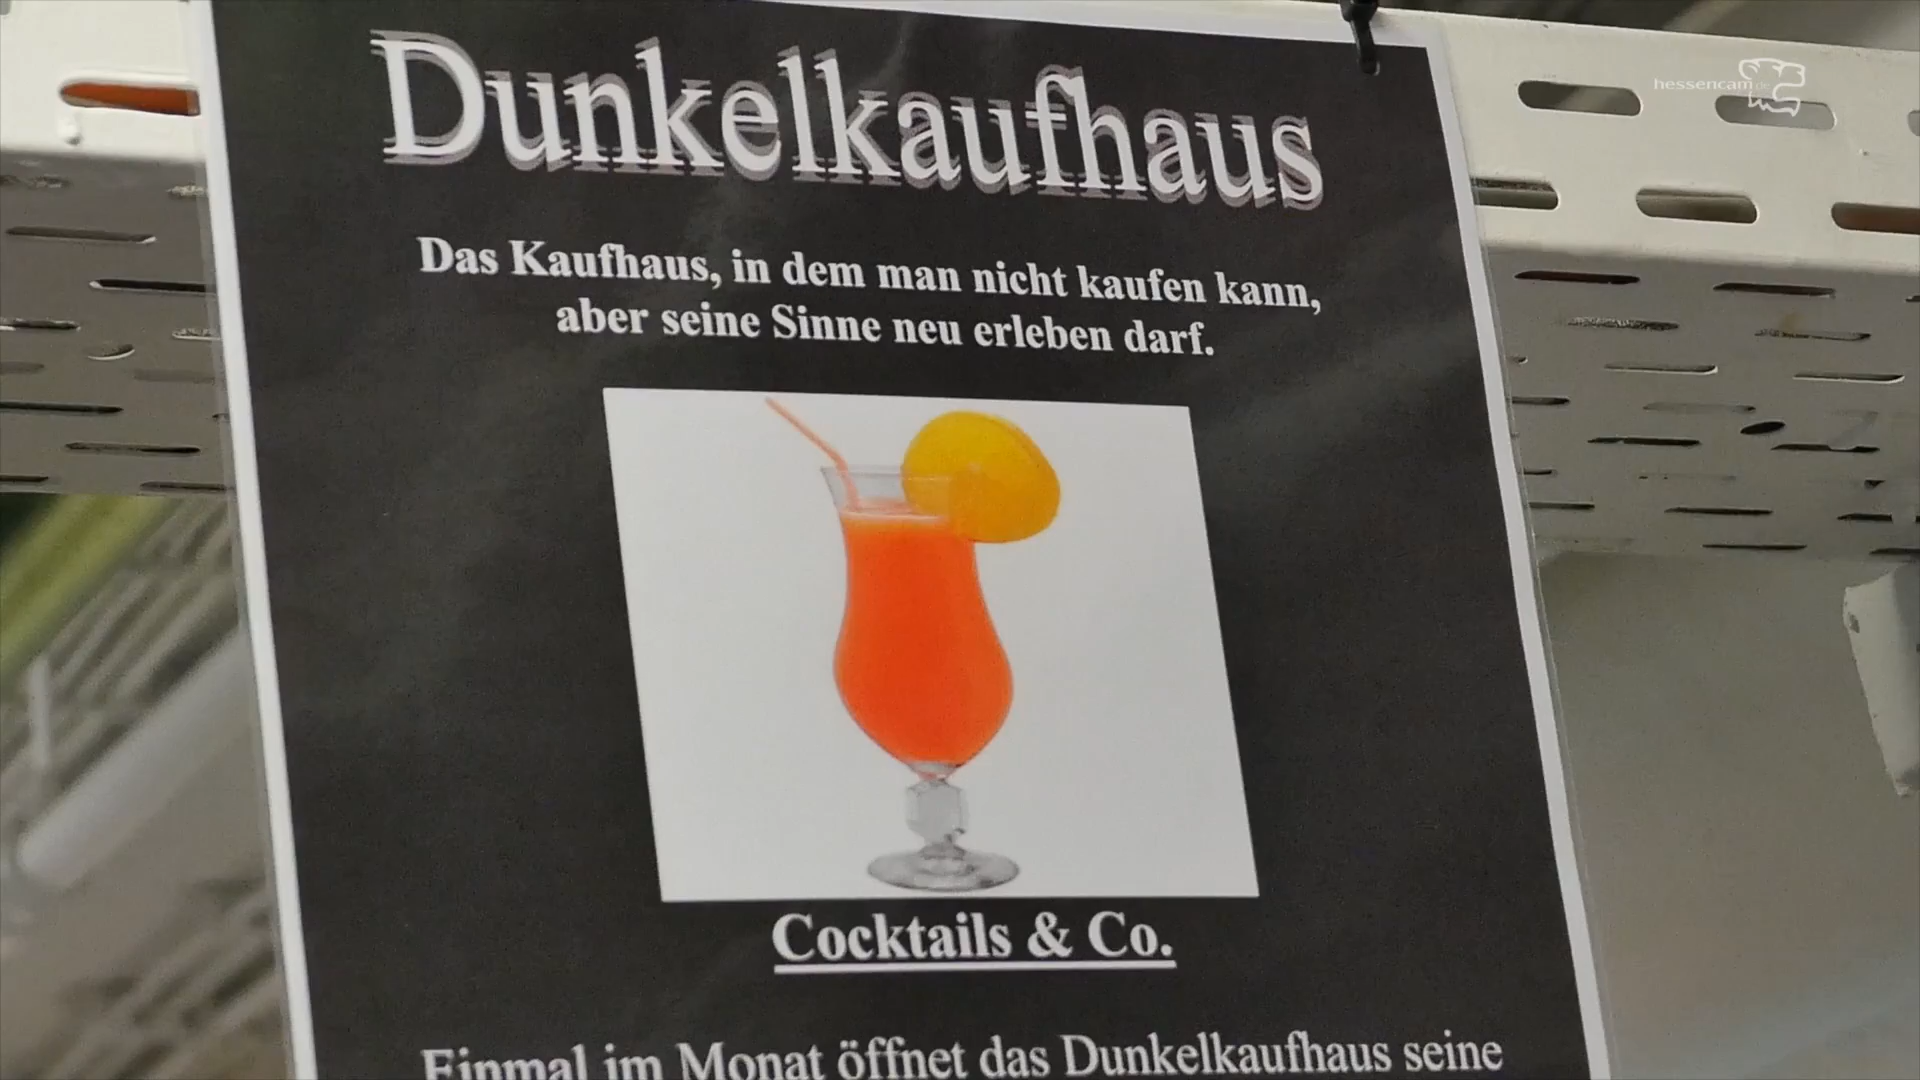 hessencam.de
Dunkelkaufhaus
Das Kaufhaus, in dem man nicht kaufen kann,
aber seine Sinne neu erleben darf.
Cocktails & Co.
Einmal im Monat öffnet das Dunkelkaufhaus seine